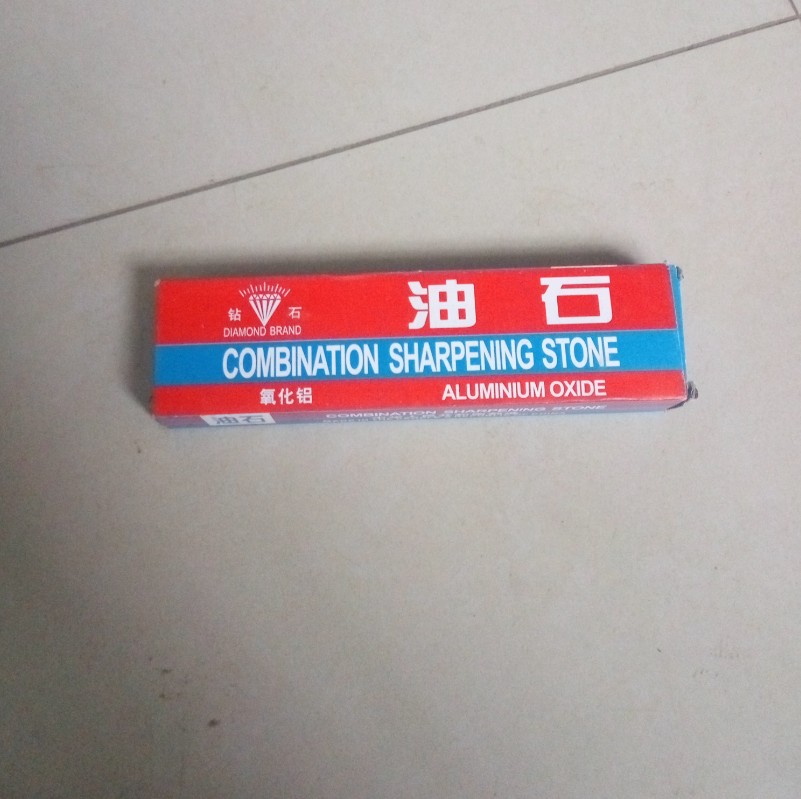 油石
钻石
DIAMOND BRAND
COMBINATION SHARPENING STONE
氧化铝
ALUMINIUM OXIDE
油石
COMBINATION SHARPENING STONE